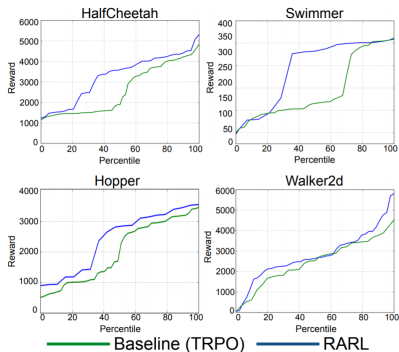 HalfCheetah
6000
5000
4000
3000
2000
1000
0
Reward
0 20 40 60 80 100
Percentile
Swimmer
400
350
300
250
200
150
100
50
0
Reward
0 20 40 60 80 100
Percentile
Hopper
4000
3000
2000
1000
0
Reward
0 20 40 60 80 100
Percentile
Walker2d
6000
5000
4000
3000
2000
1000
0
Reward
0 20 40 60 80 100
Percentile
Baseline (TRPO) RARL